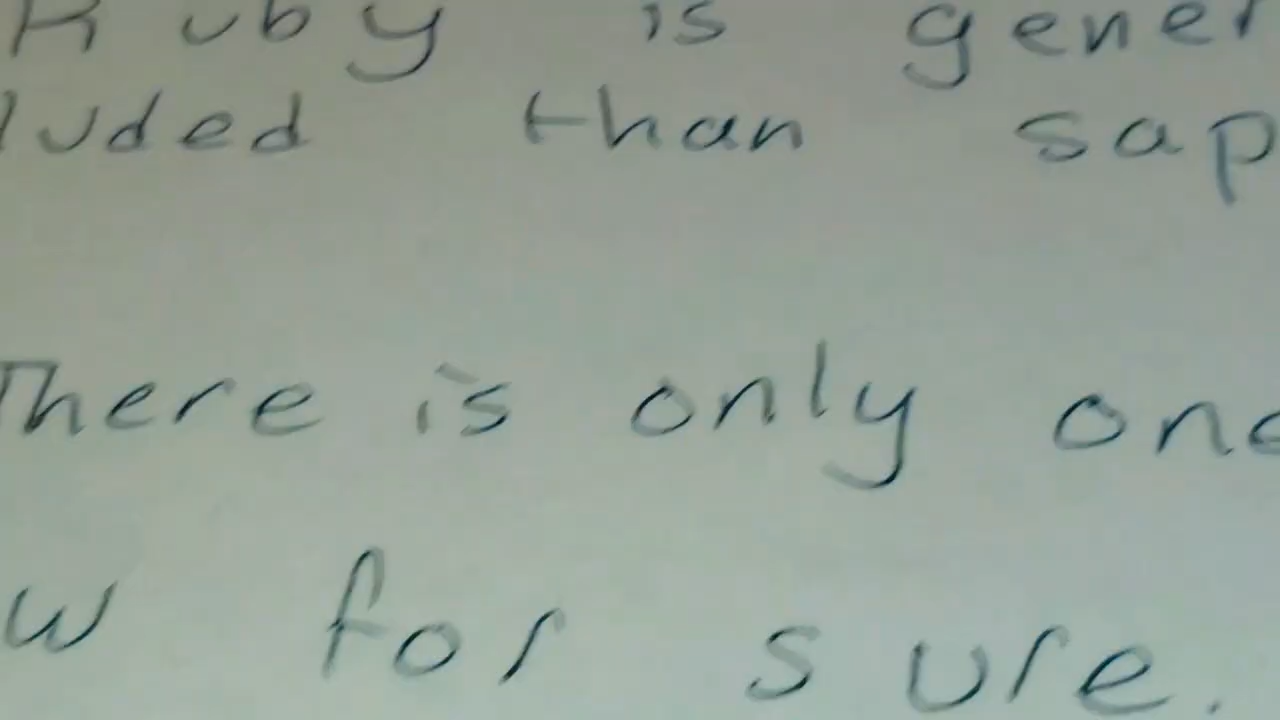 Ruby is gener
luded than sap
There is only one
w for sure.